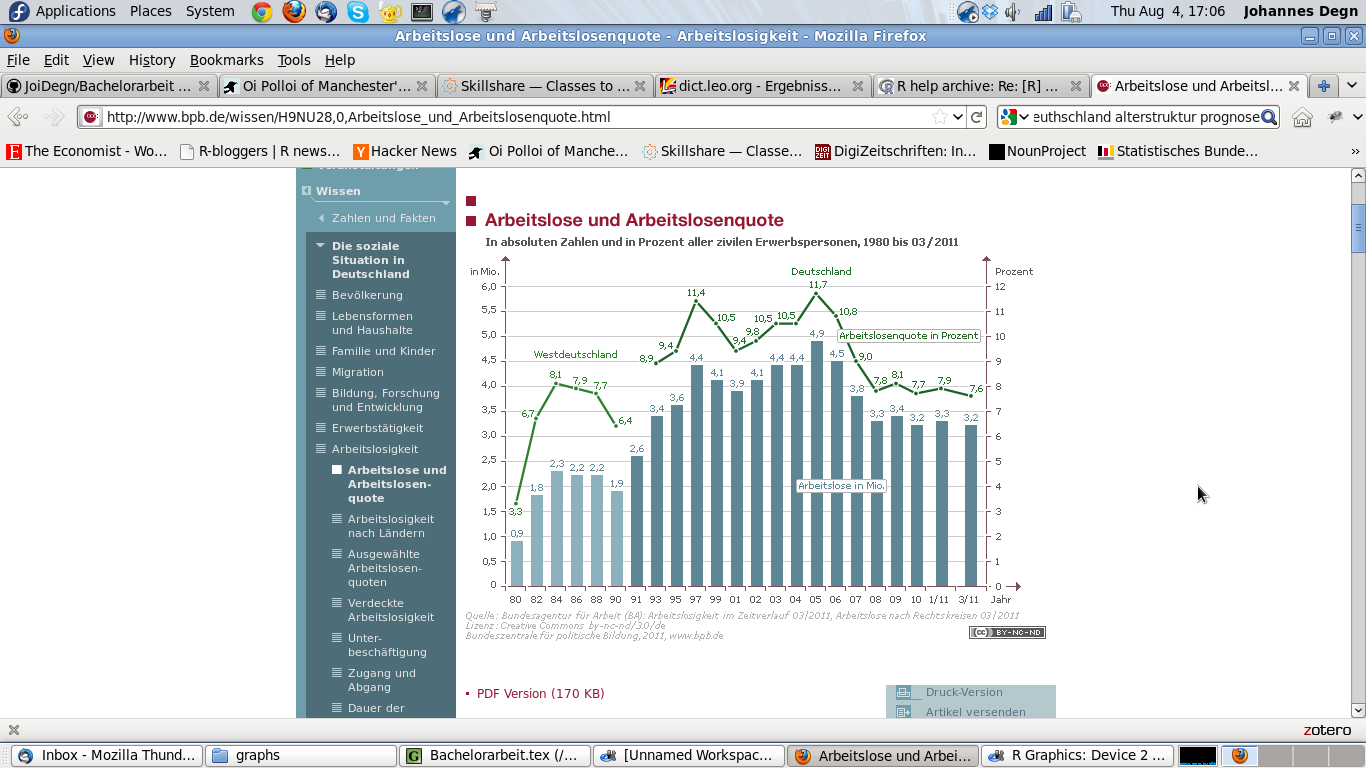 Applications Places System Thu Aug 4, 17:06 Johannes Degn
Arbeitslose und Arbeitslosenquote - Arbeitslosigkeit - Mozilla Firefox
File Edit View History Bookmarks Tools Help
JoiDegn/Bachelorarbeit ... Oi Polloi of Manchester'... Skillshare — Classes to ... dict.leo.org - Ergebniss... R help archive: Re: [R] ... Arbeitslose und Arbeitsl...
http://www.bpb.de/wissen/H9NU28,0,Arbeitslose_und_Arbeitslosenquote.html euthschland alterstruktur prognose
The Economist - Wo... R-bloggers | R news... Hacker News Oi Polloi of Manche... Skillshare — Classe... DigiZeitschriften: In... NounProject Statistisches Bunde... »
Wissen
Zahlen und Fakten
Die soziale
Situation in
Deutschland
Bevölkerung
Lebensformen
und Haushalte
Familie und Kinder
Migration
Bildung, Forschung
und Entwicklung
Erwerbstätigkeit
Arbeitslosigkeit
Arbeitslose und
Arbeitslosen-
quote
Arbeitslosigkeit
nach Ländern
Ausgewählte
Arbeitslosen-
quoten
Verdeckte
Arbeitslosigkeit
Unter-
beschäftigung
Zugang und
Abgang
Dauer der
Arbeitslose und Arbeitslosenquote
In absoluten Zahlen und in Prozent aller zivilen Erwerbspersonen, 1980 bis 03/2011
in Mio. Deutschland Prozent
6,0 12
5,5 11
5,0 10
4,5 9
4,0 8
3,5 7
3,0 6
2,5 5
2,0 4
1,5 3
1,0 2
0,5 1
0 0
Westdeutschland
3,3 6,7 8,1 7,9 7,7 6,4 8,9 9,4 11,4 10,5 9,4 9,8 10,5 10,5 11,7 10,8 9,0 7,8 8,1 7,7 7,9 7,6
Arbeitslosenquote in Prozent
0,9 1,8 2,3 2,2 2,2 1,9 2,6 3,4 3,6 4,4 4,1 3,9 4,1 4,4 4,4 4,9 4,5 3,8 3,3 3,4 3,2 3,3 3,2
Arbeitslose in Mio.
80 82 84 86 88 90 91 93 95 97 99 01 02 03 04 05 06 07 08 09 10 1/11 3/11 Jahr
Quelle: Bundesagentur für Arbeit (BA): Arbeitslosigkeit im Zeitverlauf 03|2011, Arbeitslose nach Rechtskreisen 03|2011
Lizenz: Creative Commons by-nc-nd/3.0/de
Bundeszentrale für politische Bildung, 2011, www.bpb.de
cc BY-NC-ND
PDF Version (170 KB)
Druck-Version
Artikel versenden
zotero
Inbox - Mozilla Thund... graphs Bachelorarbeit.tex (/... [Unnamed Workspac... Arbeitslose und Arbei... R Graphics: Device 2 ...